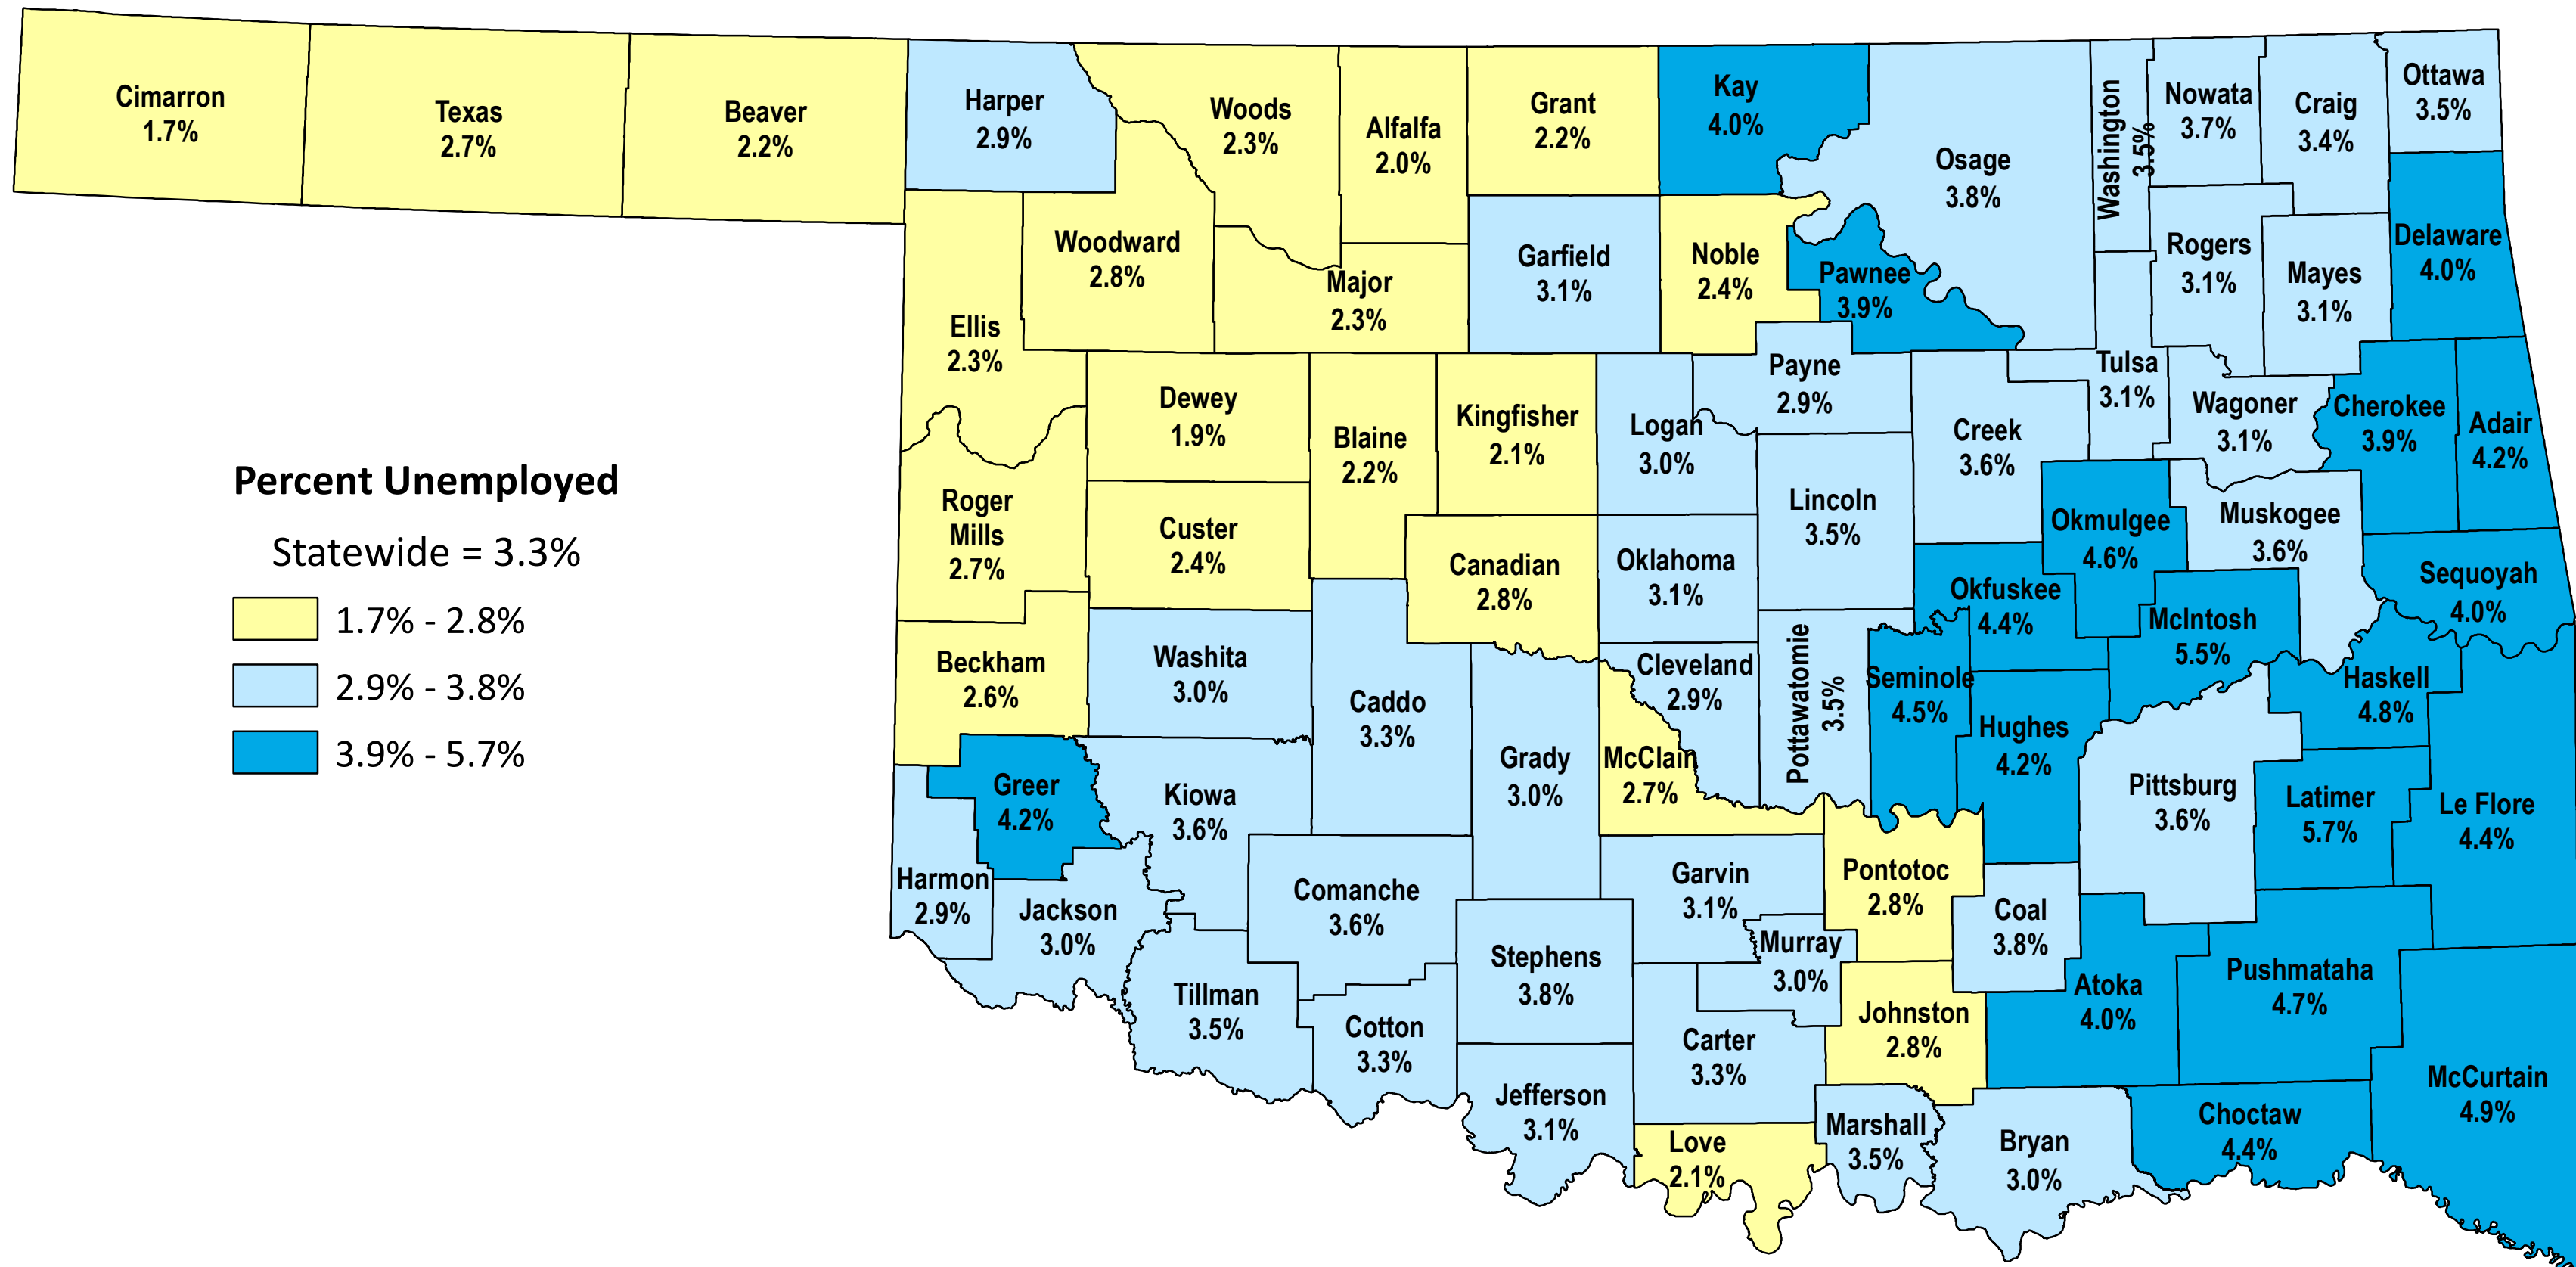 Cimarron
1.7%
Texas
2.7%
Beaver
2.2%
Harper
2.9%
Woods
2.3%
Alfalfa
2.0%
Grant
2.2%
Kay
4.0%
Osage
3.8%
Washington
3.5%
Nowata
3.7%
Craig
3.4%
Ottawa
3.5%
Delaware
4.0%
Woodward
2.8%
Ellis
2.3%
Major
2.3%
Garfield
3.1%
Noble
2.4%
Pawnee
3.9%
Rogers
3.1%
Mayes
3.1%
Dewey
1.9%
Blaine
2.2%
Kingfisher
2.1%
Logan
3.0%
Payne
2.9%
Creek
3.6%
Tulsa
3.1%
Wagoner
3.1%
Cherokee
3.9%
Adair
4.2%
Percent Unemployed
Statewide = 3.3%
1.7% - 2.8%
2.9% - 3.8%
3.9% - 5.7%
Roger
Mills
2.7%
Custer
2.4%
Canadian
2.8%
Oklahoma
3.1%
Lincoln
3.5%
Okmulgee
4.6%
Muskogee
3.6%
Okfuskee
4.4%
McIntosh
5.5%
Sequoyah
4.0%
Beckham
2.6%
Washita
3.0%
Caddo
3.3%
Grady
3.0%
Cleveland
2.9%
McClain
2.7%
Pottawatomie
3.5%
Seminole
4.5%
Hughes
4.2%
Haskell
4.8%
Pittsburg
3.6%
Latimer
5.7%
Le Flore
4.4%
Greer
4.2%
Kiowa
3.6%
Harmon
2.9%
Jackson
3.0%
Comanche
3.6%
Garvin
3.1%
Pontotoc
2.8%
Coal
3.8%
Tillman
3.5%
Cotton
3.3%
Stephens
3.8%
Murray
3.0%
Johnston
2.8%
Atoka
4.0%
Pushmataha
4.7%
Jefferson
3.1%
Carter
3.3%
Love
2.1%
Marshall
3.5%
Bryan
3.0%
Choctaw
4.4%
McCurtain
4.9%